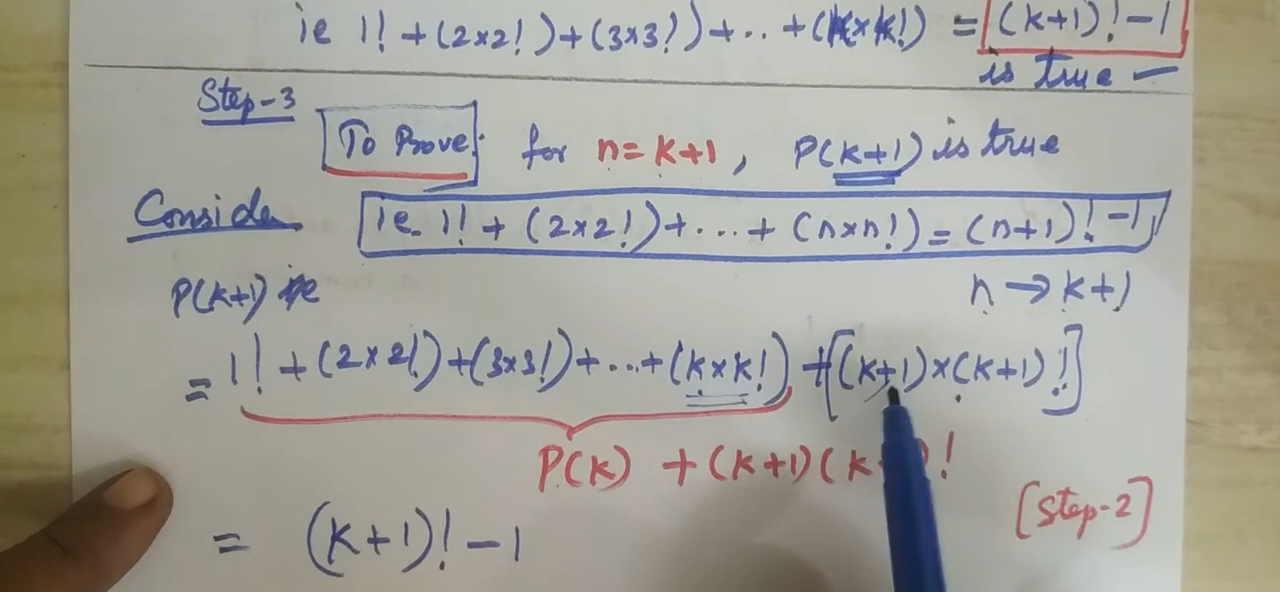 ie 1! + (2×2!) + (3×3!) + .. + (k×k!) = (k+1)! - 1
is true -
Step-3
To Prove: for n = k+1, P(k+1) is true
Consider ie. 1! + (2×2!) + ... + (n×n!) = (n+1)! - 1
P(k+1) is n → k+1
= 1! + (2×2!) + (3×3!) + ... + (k×k!) + [(k+1)×(k+1)!]
P(k) + (k+1)(k !
[Step-2]
= (k+1)! - 1